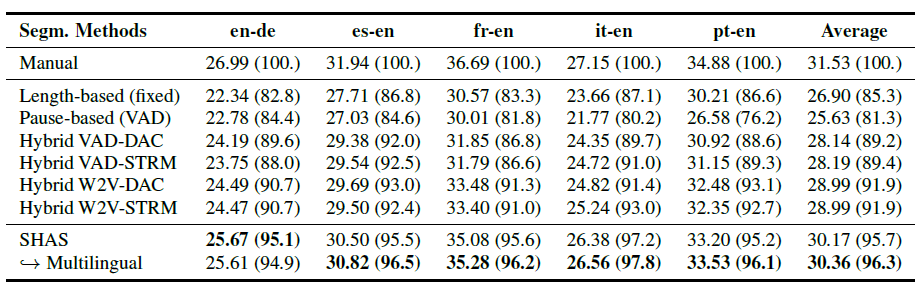 Segm. Methods en-de es-en fr-en it-en pt-en Average
Manual 26.99 (100.) 31.94 (100.) 36.69 (100.) 27.15 (100.) 34.88 (100.) 31.53 (100.)
Length-based (fixed) 22.34 (82.8) 27.71 (86.8) 30.57 (83.3) 23.66 (87.1) 30.21 (86.6) 26.90 (85.3)
Pause-based (VAD) 22.78 (84.4) 27.03 (84.6) 30.01 (81.8) 21.77 (80.2) 26.58 (76.2) 25.63 (81.3)
Hybrid VAD-DAC 24.19 (89.6) 29.38 (92.0) 31.85 (86.8) 24.35 (89.7) 30.92 (88.6) 28.14 (89.2)
Hybrid VAD-STRM 23.75 (88.0) 29.54 (92.5) 31.79 (86.6) 24.72 (91.0) 31.15 (89.3) 28.19 (89.4)
Hybrid W2V-DAC 24.49 (90.7) 29.69 (93.0) 33.48 (91.3) 24.82 (91.4) 32.48 (93.1) 28.99 (91.9)
Hybrid W2V-STRM 24.47 (90.7) 29.50 (92.4) 33.40 (91.0) 25.24 (93.0) 32.35 (92.7) 28.99 (91.9)
SHAS 25.67 (95.1) 30.50 (95.5) 35.08 (95.6) 26.38 (97.2) 33.20 (95.2) 30.17 (95.7)
↪ Multilingual 25.61 (94.9) 30.82 (96.5) 35.28 (96.2) 26.56 (97.8) 33.53 (96.1) 30.36 (96.3)